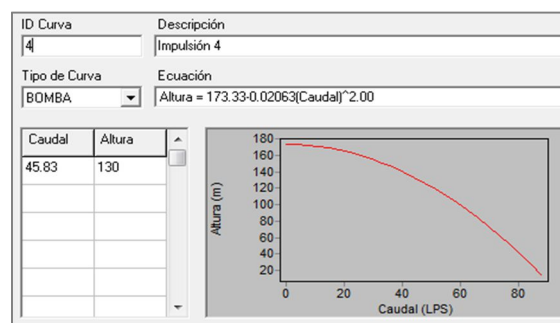 ID Curva
Descripción
4
Impulsión 4
Tipo de Curva
Ecuación
BOMBA
Altura = 173.33-0.02063(Caudal)^2.00
Caudal Altura
45.83 130
180
160
140
120
100
80
60
40
20
Altura (m)
0 20 40 60 80
Caudal (LPS)